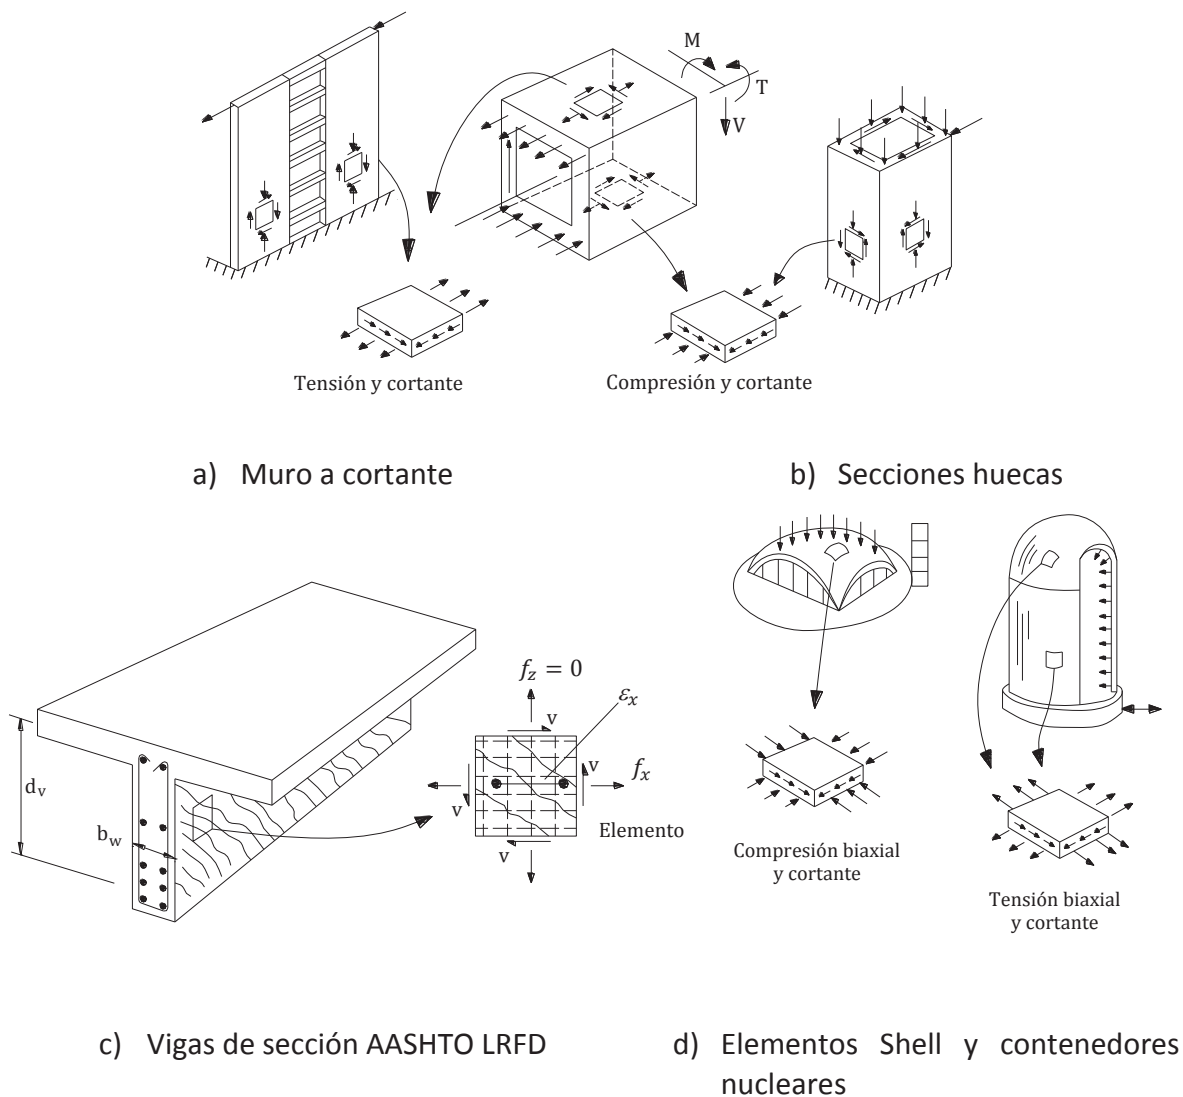 M
T
V
Tensión y cortante
Compresión y cortante
a) Muro a cortante
b) Secciones huecas
f_z = 0
ε_x
v
v
f_x
d_v
v
b_w
Elemento
v
Compresión biaxial
y cortante
Tensión biaxial
y cortante
c) Vigas de sección AASHTO LRFD
d) Elementos Shell y contenedores
nucleares